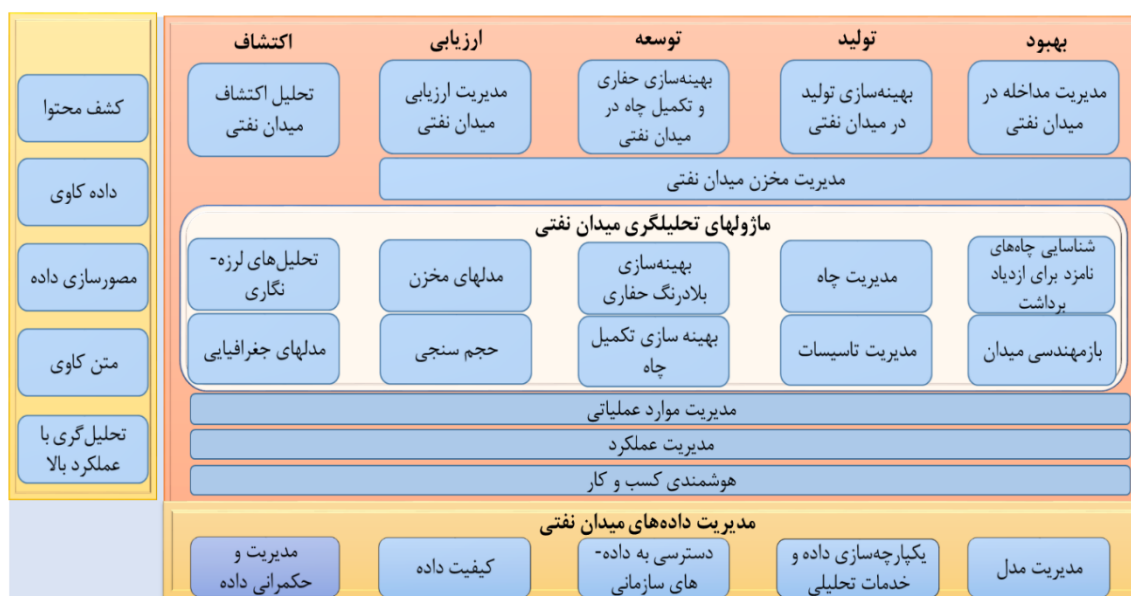 اکتشاف
ارزیابی
توسعه
تولید
بهبود
تحلیل اکتشاف
میدان نفتی
مدیریت ارزیابی
میدان نفتی
بهینه‌سازی حفاری
و تکمیل چاه در
میدان نفتی
بهینه‌سازی تولید
در میدان نفتی
مدیریت مداخله در
میدان نفتی
مدیریت مخزن میدان نفتی
ماژولهای تحلیلگری میدان نفتی
تحلیل‌های لرزه-
نگاری
مدلهای مخزن
بهینه‌سازی
بلادرنگ حفاری
مدیریت چاه
شناسایی چاه‌های
نامزد برای ازدیاد
برداشت
مدلهای جغرافیایی
حجم سنجی
بهینه سازی تکمیل
چاه
مدیریت تاسیسات
بازمهندسی میدان
مدیریت موارد عملیاتی
مدیریت عملکرد
هوشمندی کسب و کار
مدیریت داده‌های میدان نفتی
مدیریت و
حکمرانی داده
کیفیت داده
دسترسی به داده-
های سازمانی
یکپارچه‌سازی داده و
خدمات تحلیلی
مدیریت مدل
کشف محتوا
داده کاوی
مصورسازی داده
متن کاوی
تحلیل‌گری با
عملکرد بالا